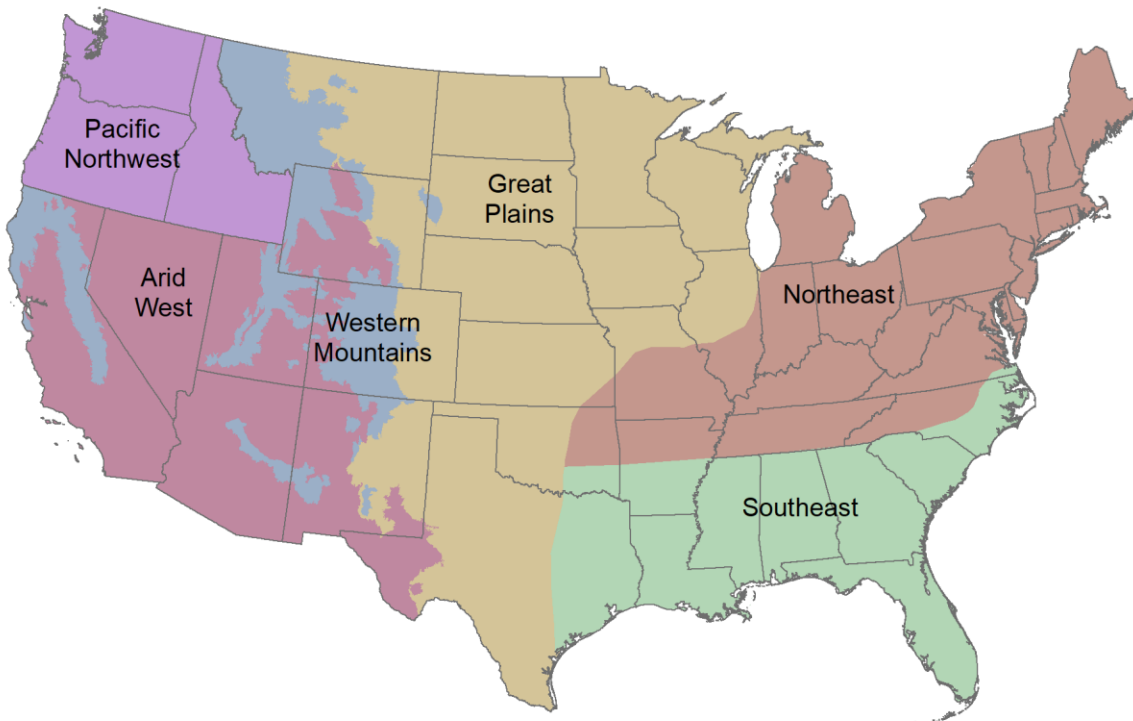 Pacific
Northwest
Great
Plains
Arid
West
Northeast
Western
Mountains
Southeast